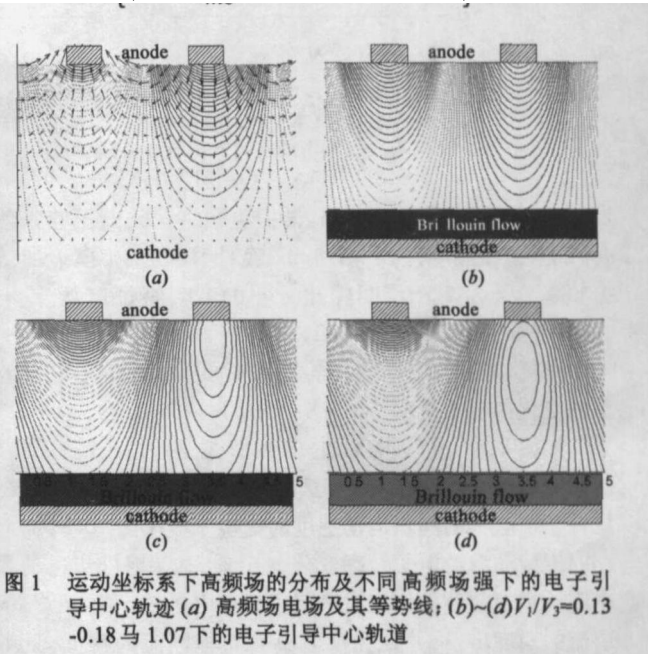 anode
anode
cathode
Bri llouin flow
cathode
(a)
(b)
anode
anode
0.5 1 1.5 2 2.5 3 3.5 4 4.5 5
0.5 1 1.5 2 2.5 3 3.5 4 4.5 5
Brillouin flow
Brillouin flow
cathode
cathode
(c)
(d)
图 1 运动坐标系下高频场的分布及不同高频场强下的电子引
导中心轨迹 (a) 高频场电场及其等势线；(b)~(d)V₁/V₃=0.13
-0.18马 1.07下的电子引导中心轨道